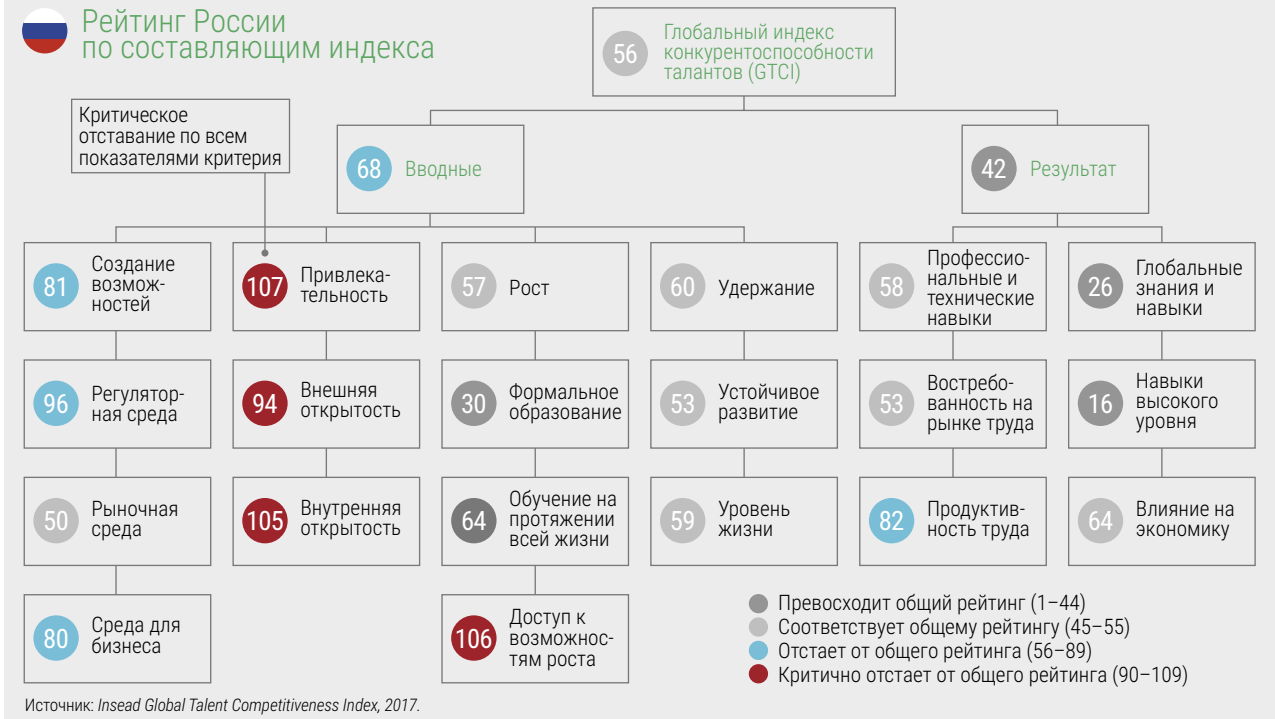 Рейтинг России
по составляющим индекса
56
Глобальный индекс
конкурентоспособности
талантов (GTCI)
Критическое
отставание по всем
показателями критерия
68
Вводные
42
Результат
81
Создание
возмож-
ностей
107
Привлека-
тельность
57
Рост
60
Удержание
58
Профессио-
нальные и
технические
навыки
26
Глобальные
знания и
навыки
96
Регулятор-
ная среда
94
Внешняя
открытость
30
Формальное
образование
53
Устойчивое
развитие
53
Востребо-
ванность на
рынке труда
16
Навыки
высокого
уровня
50
Рыночная
среда
105
Внутренняя
открытость
64
Обучение на
протяжении
всей жизни
59
Уровень
жизни
82
Продуктив-
ность труда
64
Влияние на
экономику
80
Среда для
бизнеса
106
Доступ к
возможнос-
тям роста
Превосходит общий рейтинг (1–44)
Соответствует общему рейтингу (45–55)
Отстает от общего рейтинга (56–89)
Критично отстает от общего рейтинга (90–109)
Источник: Insead Global Talent Competitiveness Index, 2017.